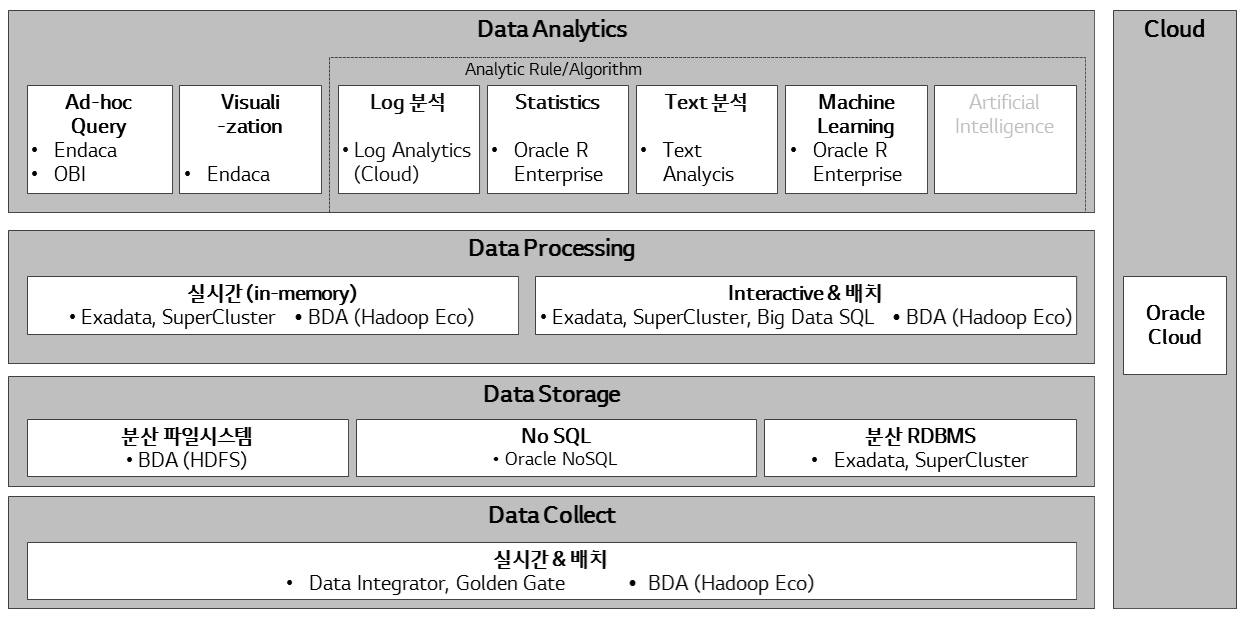 Data Analytics
Analytic Rule/Algorithm
Ad-hoc
Query
• Endaca
• OBI
Visuali
-zation
• Endaca
Log 분석
• Log Analytics
(Cloud)
Statistics
• Oracle R
Enterprise
Text 분석
• Text
Analycis
Machine
Learning
• Oracle R
Enterprise
Artificial
Intelligence
Data Processing
실시간 (in-memory)
• Exadata, SuperCluster • BDA (Hadoop Eco)
Interactive & 배치
• Exadata, SuperCluster, Big Data SQL • BDA (Hadoop Eco)
Data Storage
분산 파일시스템
• BDA (HDFS)
No SQL
• Oracle NoSQL
분산 RDBMS
• Exadata, SuperCluster
Data Collect
실시간 & 배치
• Data Integrator, Golden Gate • BDA (Hadoop Eco)
Cloud
Oracle
Cloud